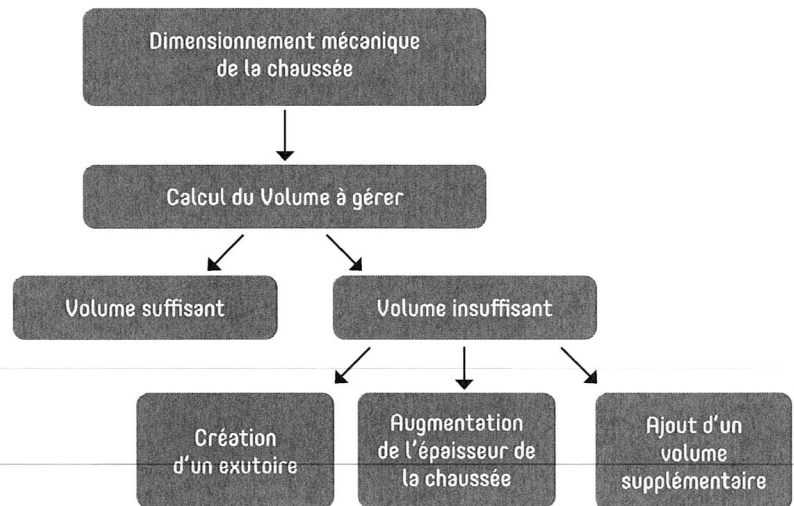 Dimensionnement mécanique
de la chaussée
Calcul du Volume à gérer
Volume suffisant
Volume insuffisant
Création
d'un exutoire
Augmentation
de l'épaisseur de
la chaussée
Ajout d'un
volume
supplémentaire